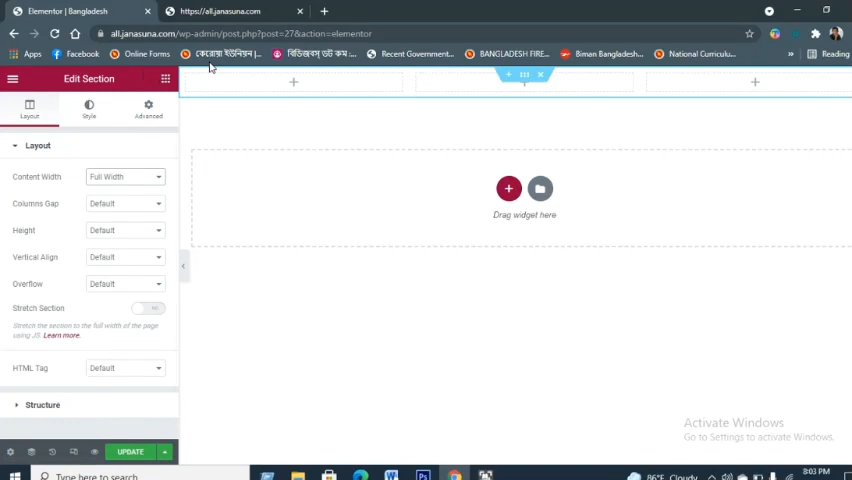 Elementor | Bangladesh
https://all.janasuna.com
all.janasuna.com/wp-admin/post.php?post=27&action=elementor
Apps
Facebook
Online Forms
কেরোয়া ইউনিয়ন |...
বিডিজবস্ ডট কম :...
Recent Government...
BANGLADESH FIRE...
Biman Bangladesh...
National Curriculu...
»
Reading
Edit Section
Layout
Style
Advanced
Layout
Content Width
Full Width
Columns Gap
Default
Height
Default
Vertical Align
Default
Overflow
Default
Stretch Section
Stretch the section to the full width of the page
using JS. Learn more.
HTML Tag
Default
Structure
UPDATE
Drag widget here
Activate Windows
Go to Settings to activate Windows.
Type here to search
86°F Cloudy
8:03 PM